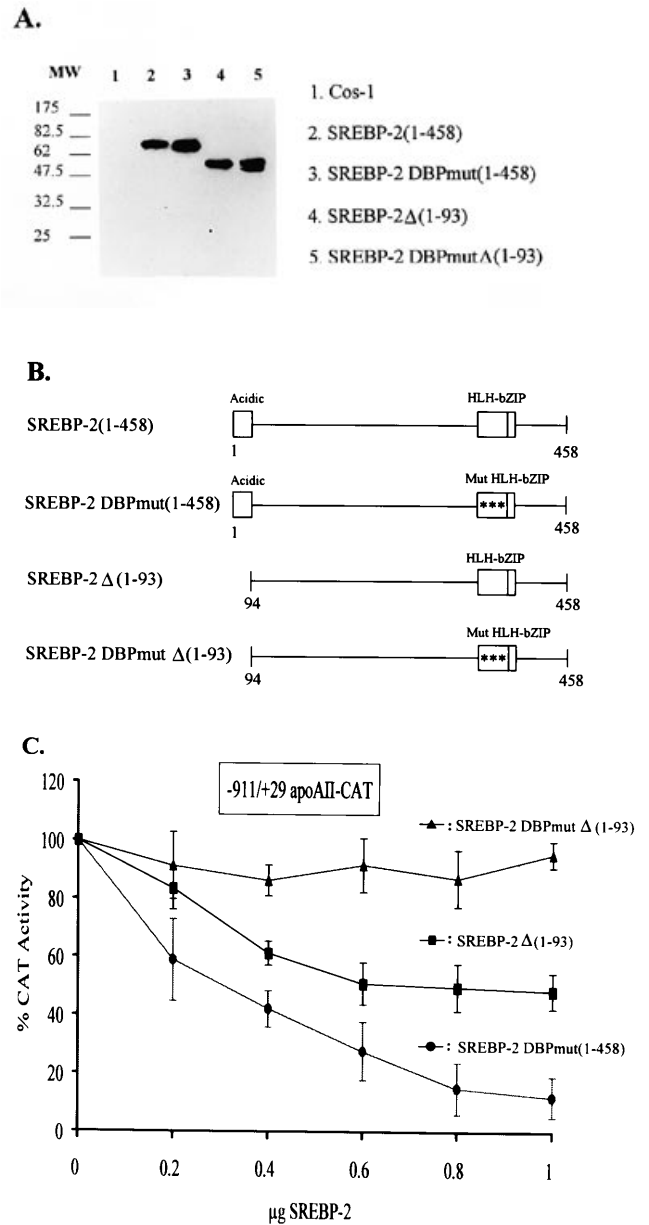 A.
MW 1 2 3 4 5
175
82.5
62
47.5
32.5
25
1. Cos-1
2. SREBP-2(1-458)
3. SREBP-2 DBPmut(1-458)
4. SREBP-2Δ(1-93)
5. SREBP-2 DBPmutΔ(1-93)
B.
Acidic HLH-bZIP
SREBP-2(1-458)
1 458
Acidic Mut HLH-bZIP
SREBP-2 DBPmut(1-458) ***
1 458
HLH-bZIP
SREBP-2 Δ(1-93)
94 458
Mut HLH-bZIP
SREBP-2 DBPmut Δ(1-93) ***
94 458
C.
-911/+29 apoAII-CAT
120
100
80
60
40
20
0
% CAT Activity
: SREBP-2 DBPmut Δ (1-93)
: SREBP-2 Δ(1-93)
: SREBP-2 DBPmut(1-458)
0 0.2 0.4 0.6 0.8 1
µg SREBP-2